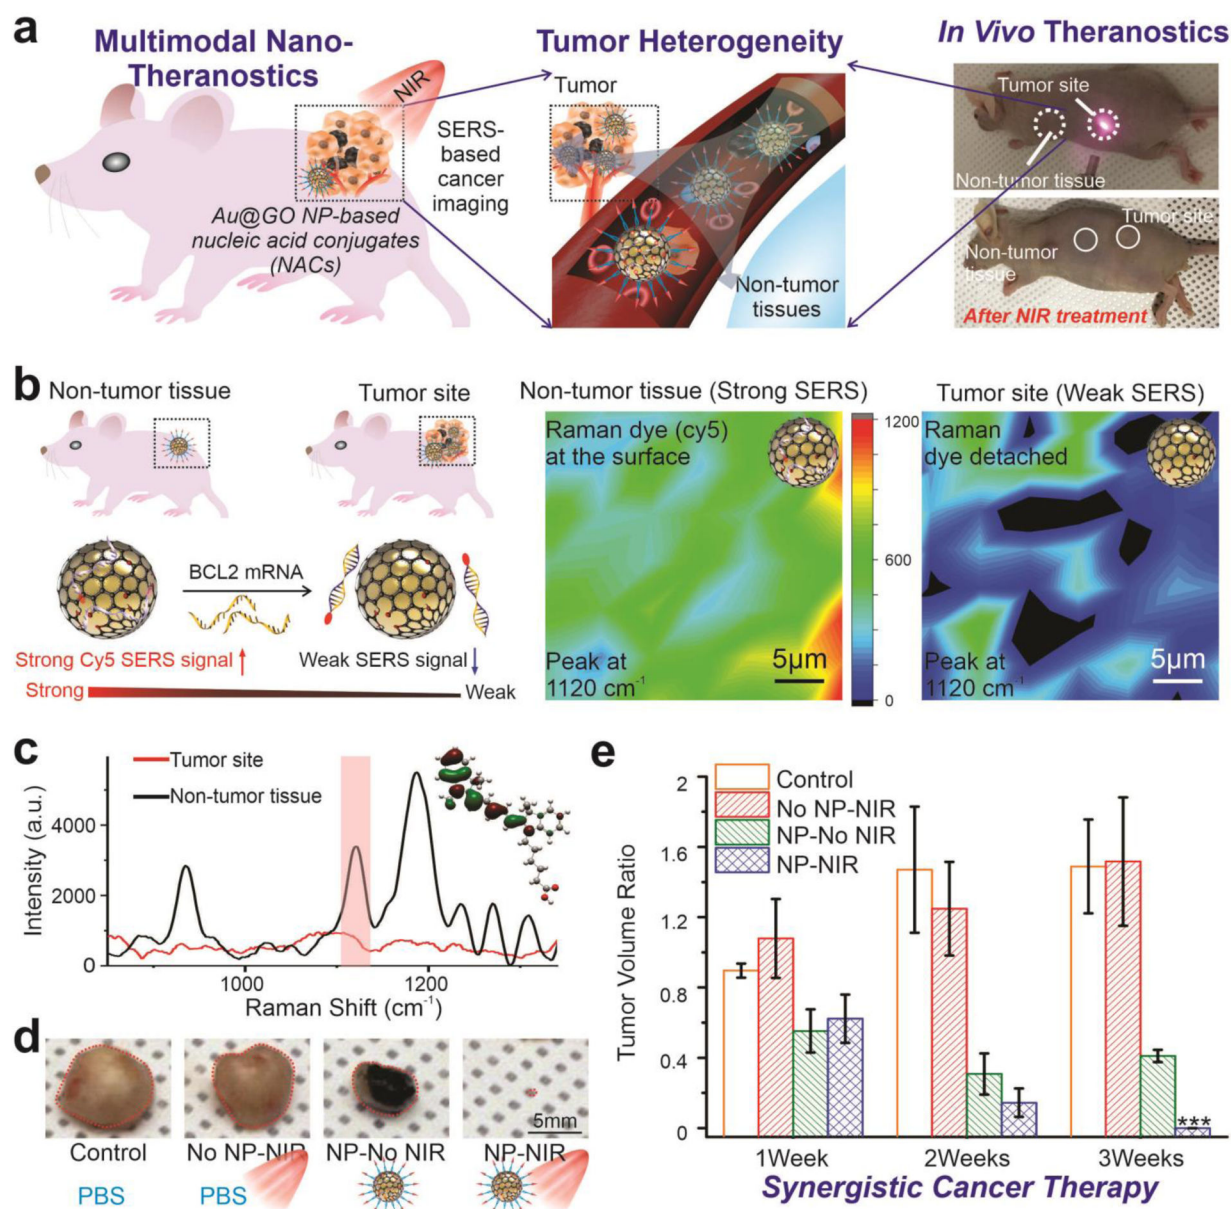 a
Multimodal Nano-
Theranostics
NIR
SERS-
based
cancer
imaging
Au@GO NP-based
nucleic acid conjugates
(NACs)
Tumor Heterogeneity
Tumor
Non-tumor
tissues
In Vivo Theranostics
Tumor site
Non-tumor tissue
Tumor site
Non-tumor
tissue
After NIR treatment
b
Non-tumor tissue
Tumor site
BCL2 mRNA
Strong Cy5 SERS signal
Weak SERS signal
Strong
Weak
Non-tumor tissue (Strong SERS)
Raman dye (cy5)
at the surface
Peak at
1120 cm⁻¹
5µm
1200
600
0
Tumor site (Weak SERS)
Raman
dye detached
Peak at
1120 cm⁻¹
5µm
c
Tumor site
Non-tumor tissue
Intensity (a.u.)
4000
2000
0
1000
1200
Raman Shift (cm⁻¹)
d
5mm
Control
No NP-NIR
NP-No NIR
NP-NIR
PBS
PBS
e
Control
No NP-NIR
NP-No NIR
NP-NIR
Tumor Volume Ratio
2
1.6
1.2
0.8
0.4
0
***
1Week
2Weeks
3Weeks
Synergistic Cancer Therapy